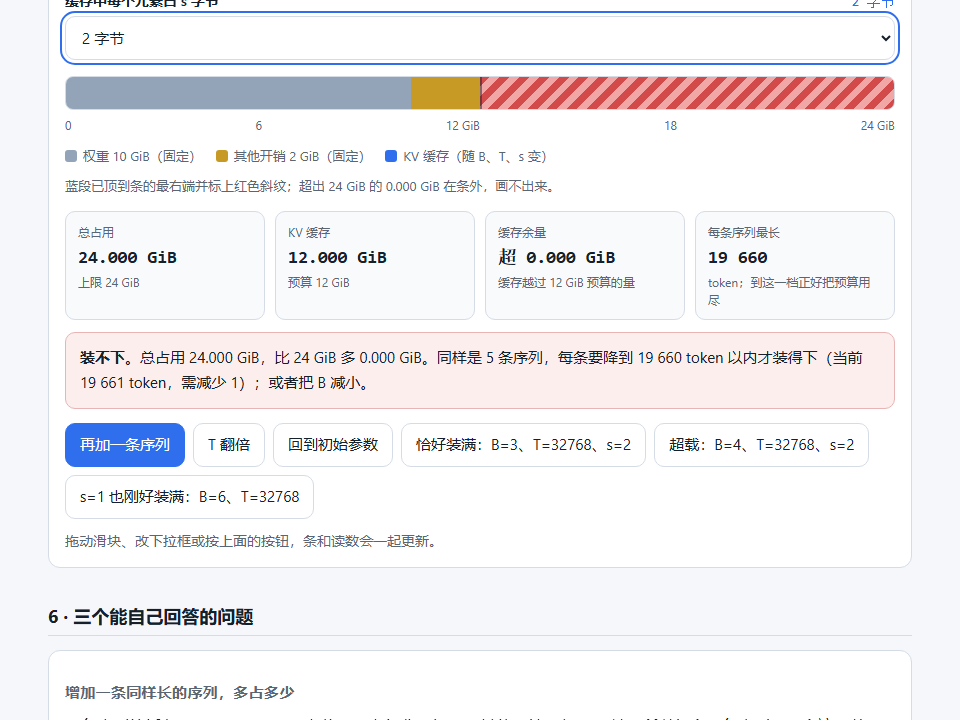 缓存中每个元素占 s 字节
2 字节
2 字节
0 6 12 GiB 18 24 GiB
权重 10 GiB（固定） 其他开销 2 GiB（固定） KV 缓存（随 B、T、s 变）
蓝段已顶到条的最右端并标上红色斜纹；超出 24 GiB 的 0.000 GiB 在条外，画不出来。
总占用
24.000 GiB
上限 24 GiB
KV 缓存
12.000 GiB
预算 12 GiB
缓存余量
超 0.000 GiB
缓存越过 12 GiB 预算的量
每条序列最长
19 660
token；到这一档正好把预算用
尽
装不下。总占用 24.000 GiB，比 24 GiB 多 0.000 GiB。同样是 5 条序列，每条要降到 19 660 token 以内才装得下（当前
19 661 token，需减少 1）；或者把 B 减小。
再加一条序列 T 翻倍 回到初始参数 恰好装满：B=3、T=32768、s=2 超载：B=4、T=32768、s=2
s=1 也刚好装满：B=6、T=32768
拖动滑块、改下拉框或按上面的按钮，条和读数会一起更新。
6 · 三个能自己回答的问题
增加一条同样长的序列，多占多少